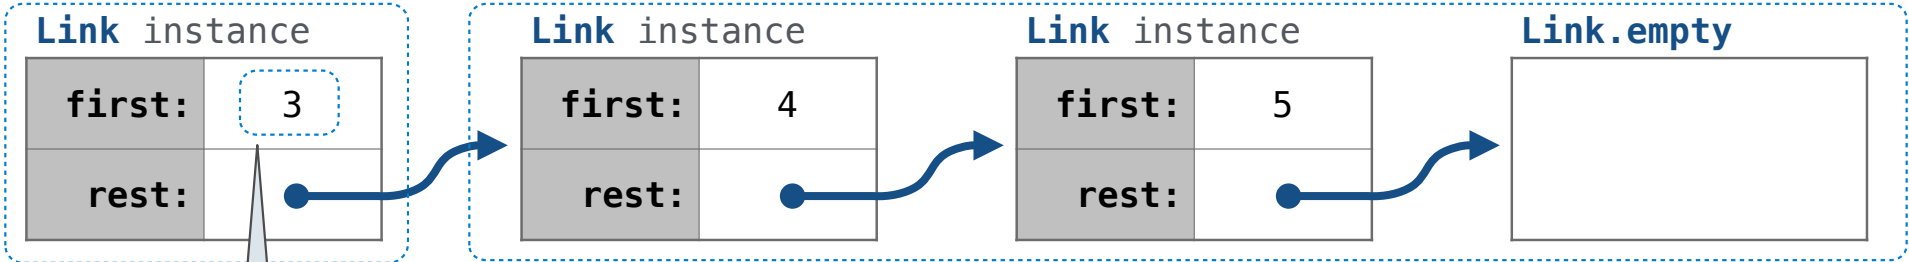 Link instance
first: 3
rest:
Link instance
first: 4
rest:
Link instance
first: 5
rest:
Link.empty